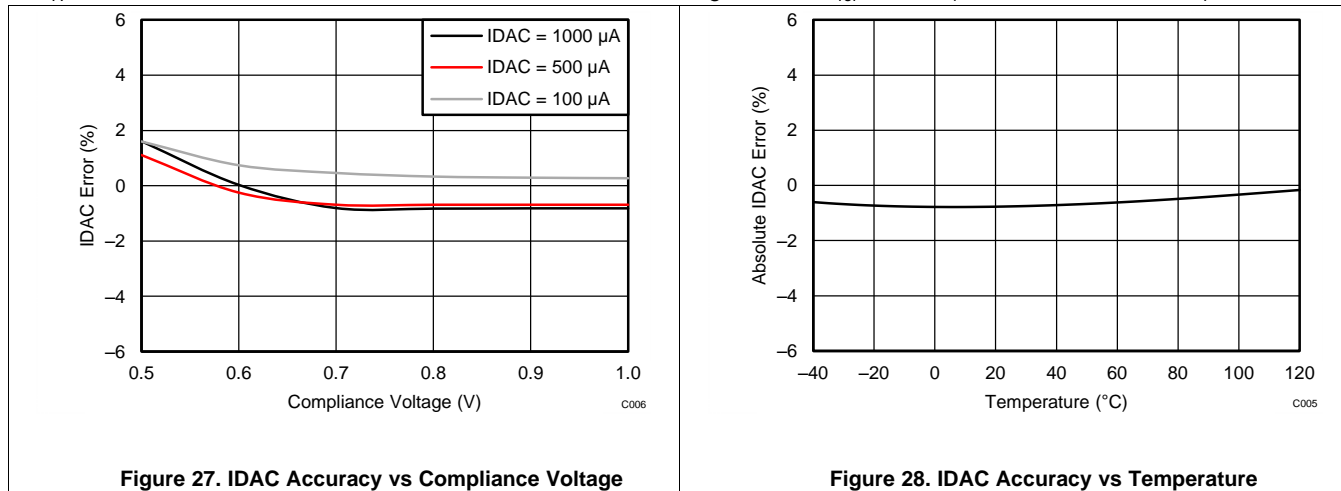 6
4
2
0
–2
–4
–6
IDAC Error (%)
IDAC = 1000 µA
IDAC = 500 µA
IDAC = 100 µA
0.5 0.6 0.7 0.8 0.9 1.0
Compliance Voltage (V)
C006
Figure 27. IDAC Accuracy vs Compliance Voltage
6
4
2
0
–2
–4
–6
Absolute IDAC Error (%)
–40 –20 0 20 40 60 80 100 120
Temperature (°C)
C005
Figure 28. IDAC Accuracy vs Temperature